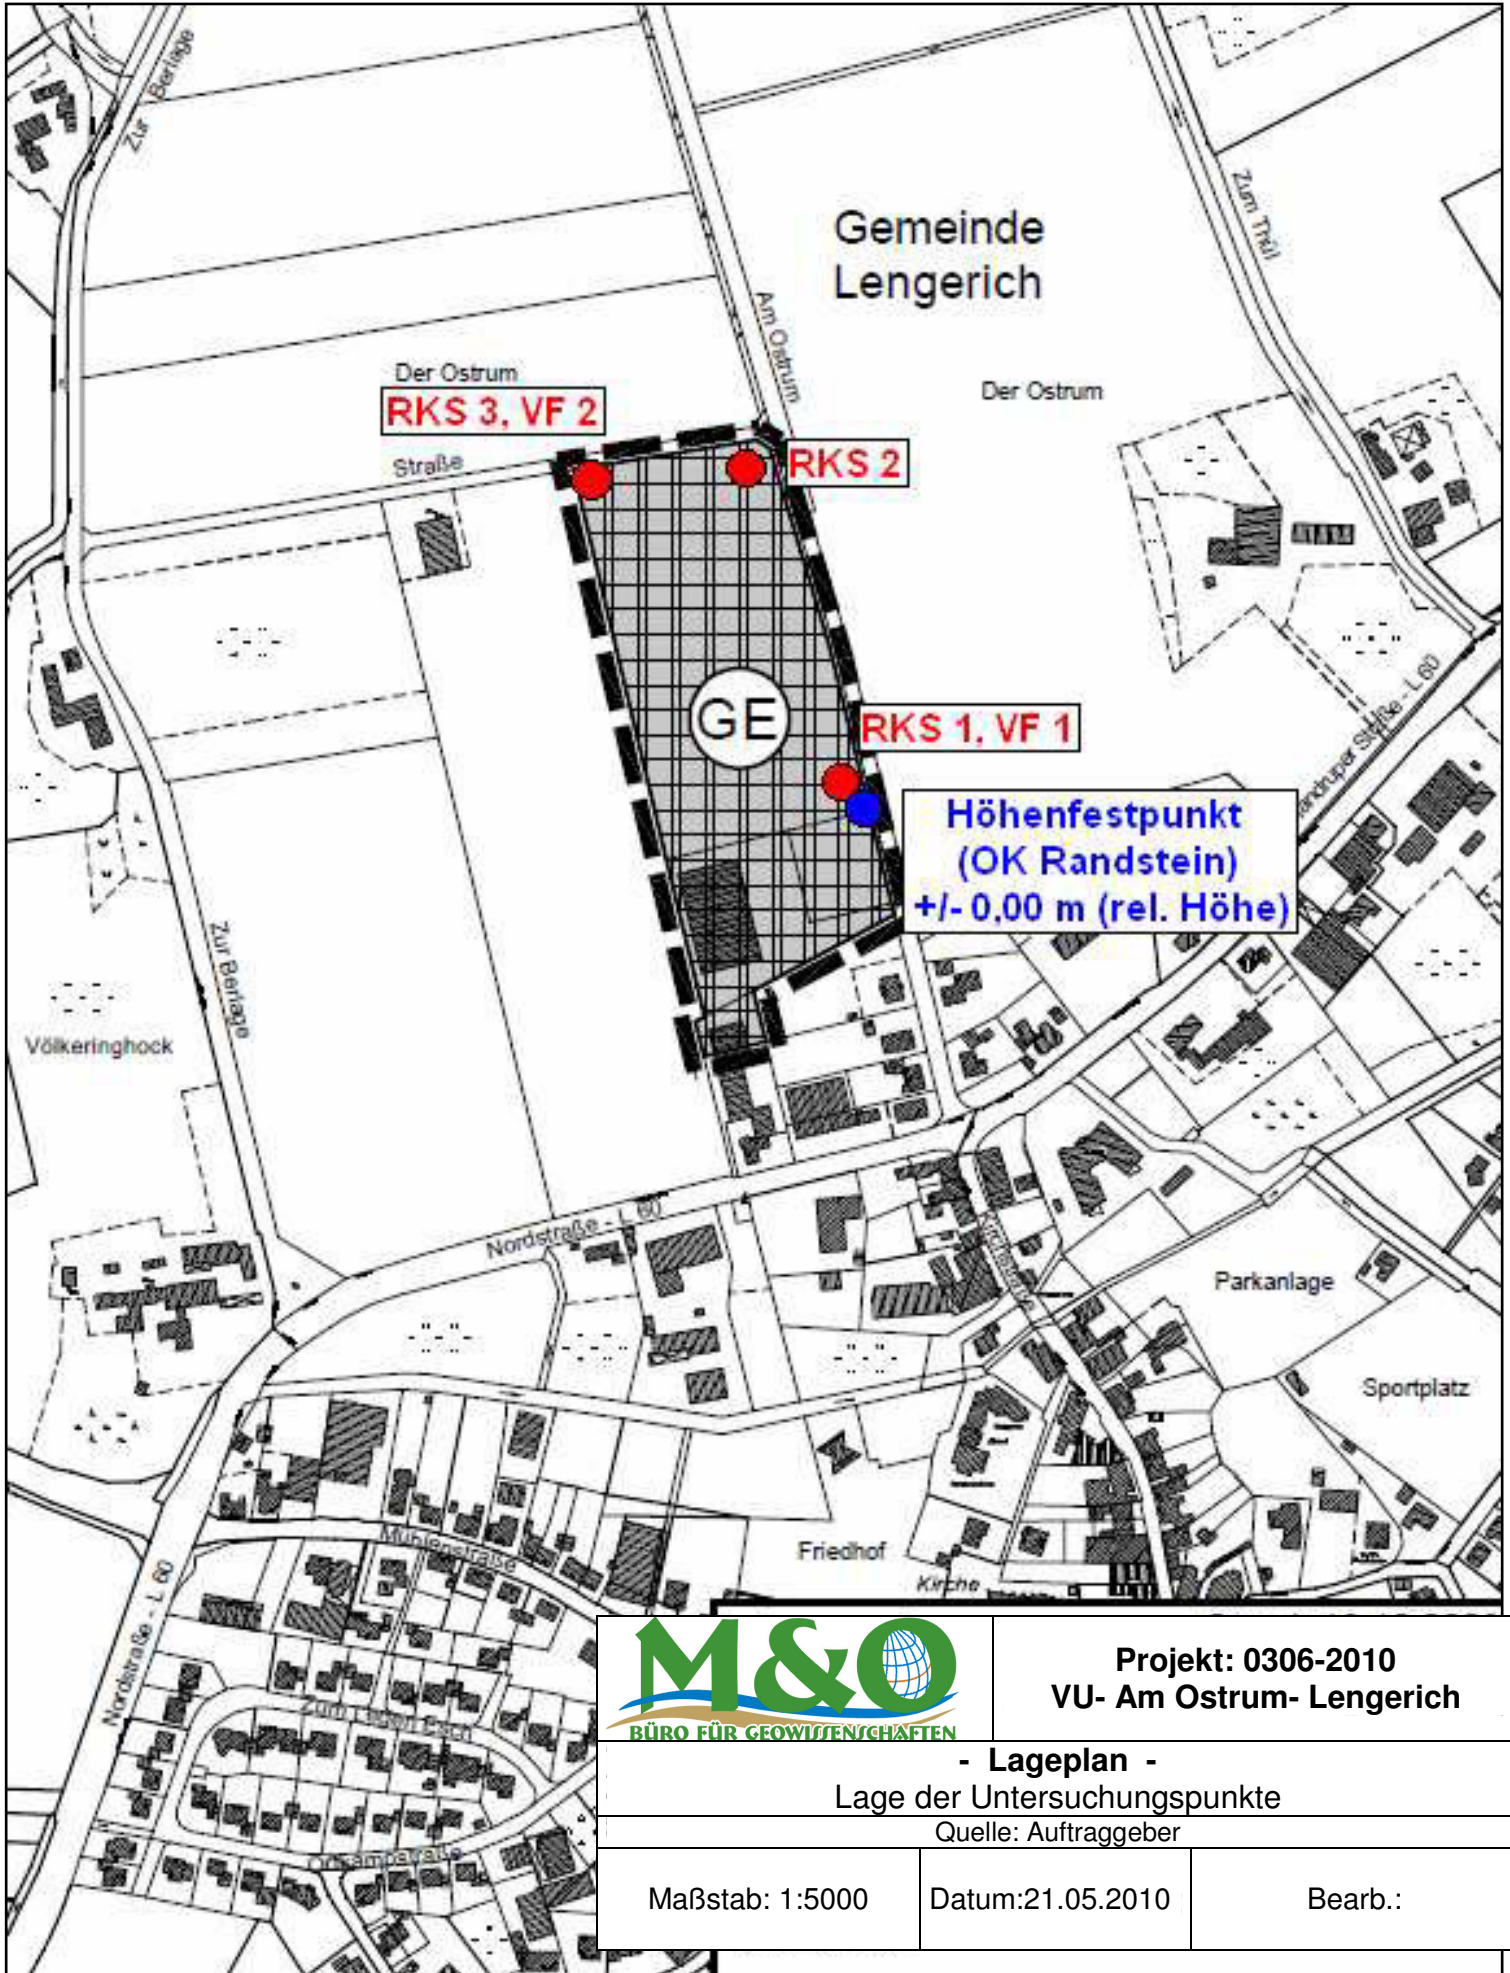 Zur Berlage
Gemeinde
Lengerich
Zum Thül
Am Ostrum
Der Ostrum
Der Ostrum
RKS 3, VF 2
RKS 2
Straße
GE
RKS 1, VF 1
Straße - L 60
Höhenfestpunkt
(OK Randstein)
+/- 0,00 m (rel. Höhe)
Zur Berlage
Völkeringhock
Nordstraße - L 60
Parkanlage
Sportplatz
Mühlenstraße
Friedhof
Kirche
Nordstraße - L 60
M&O
BÜRO FÜR GEOWISSENSCHAFTEN
Projekt: 0306-2010
VU- Am Ostrum- Lengerich
- Lageplan -
Lage der Untersuchungspunkte
Quelle: Auftraggeber
Maßstab: 1:5000
Datum:21.05.2010
Bearb.: